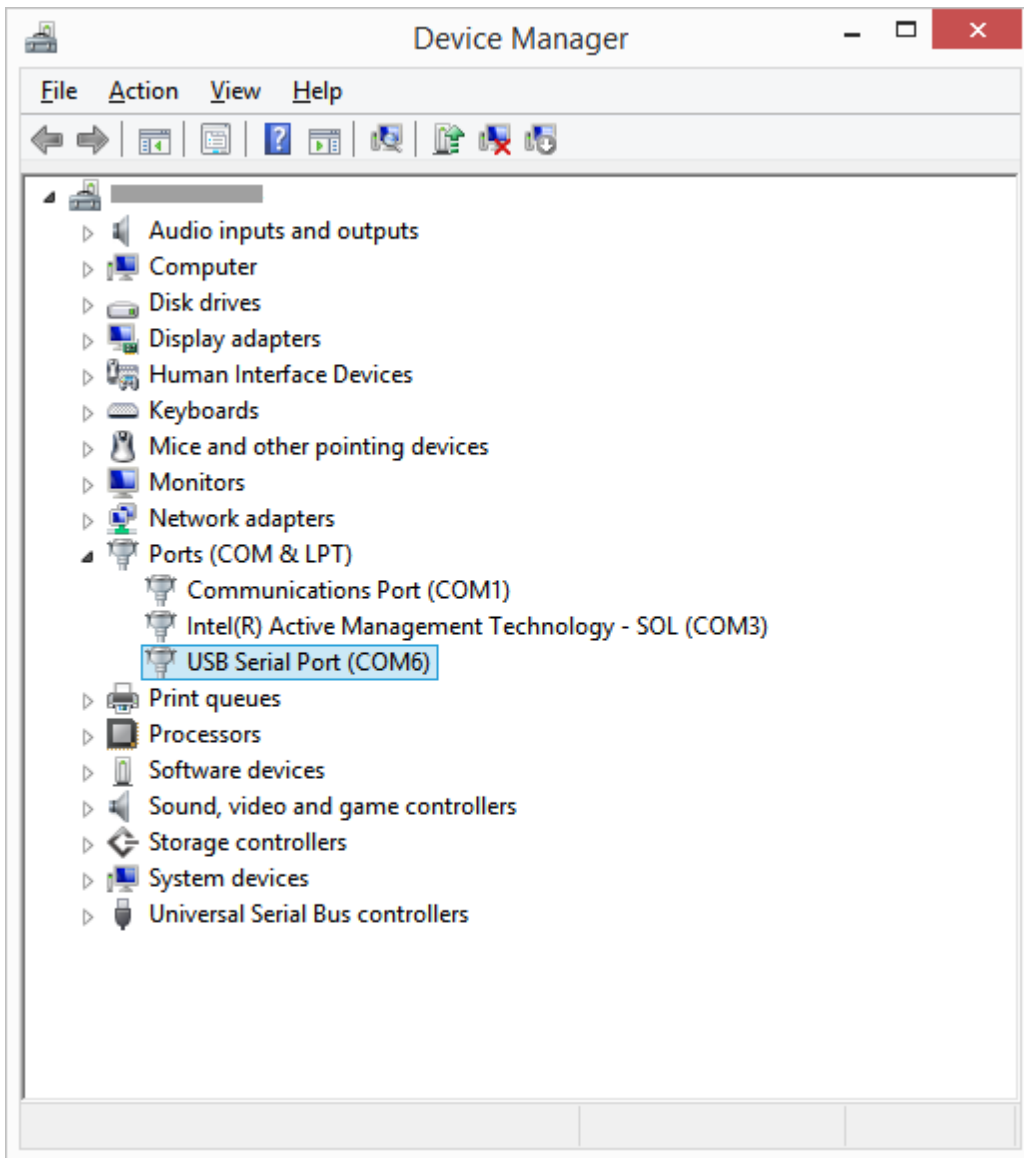 Device Manager
File Action View Help
Audio inputs and outputs
Computer
Disk drives
Display adapters
Human Interface Devices
Keyboards
Mice and other pointing devices
Monitors
Network adapters
Ports (COM & LPT)
Communications Port (COM1)
Intel(R) Active Management Technology - SOL (COM3)
USB Serial Port (COM6)
Print queues
Processors
Software devices
Sound, video and game controllers
Storage controllers
System devices
Universal Serial Bus controllers